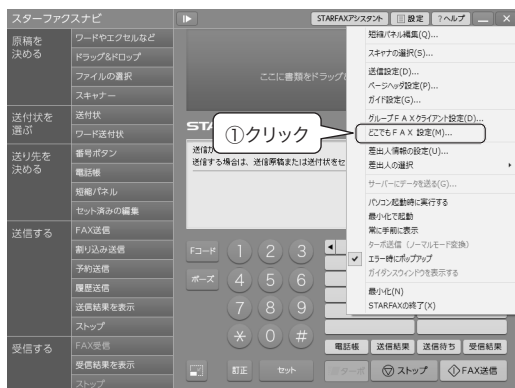 スターファクスナビ
STARFAXアシスタント
設定
?ヘルプ
原稿を
決める
ワードやエクセルなど
ドラッグ&ドロップ
ファイルの選択
スキャナー
送付状を
選ぶ
送付状
ワード送付状
送り先を
決める
番号ボタン
電話帳
短縮パネル
セット済みの編集
送信する
FAX送信
割り込み送信
予約送信
履歴送信
送信結果を表示
ストップ
受信する
FAX受信
受信結果を表示
ストップ
ここに書類をドラッグ&
STA
①クリック
送信す
送信する場合は、送信原稿または送付状をセ
Fコード
1
2
3
ポーズ
4
5
6
7
8
9
*
0
#
訂正
セット
電話帳
送信結果
送信待ち
受信結果
ターボ
ストップ
FAX送信
短縮パネル編集(Q)...
スキャナの選択(S)...
送信設定(D)...
ページヘッダ設定(P)...
ガイド設定(G)...
グループFAXクライアント設定(D)...
どこでもFAX 設定(M)...
差出人情報の設定(U)...
差出人の選択
サーバーにデータを送る(G)...
パソコン起動時に実行する
最小化で起動
常に手前に表示
ターボ送信(ノーマルモード変換)
エラー時にポップアップ
ガイダンスウィンドウを表示する
最小化(N)
STARFAXの終了(X)